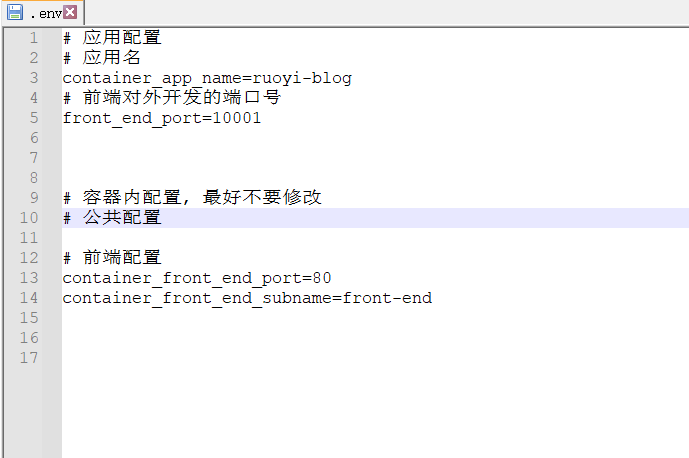 .env
1 # 应用配置
2 # 应用名
3 container_app_name=ruoyi-blog
4 # 前端对外开发的端口号
5 front_end_port=10001
6
7
8
9 # 容器内配置, 最好不要修改
10 # 公共配置
11
12 # 前端配置
13 container_front_end_port=80
14 container_front_end_subname=front-end
15
16
17